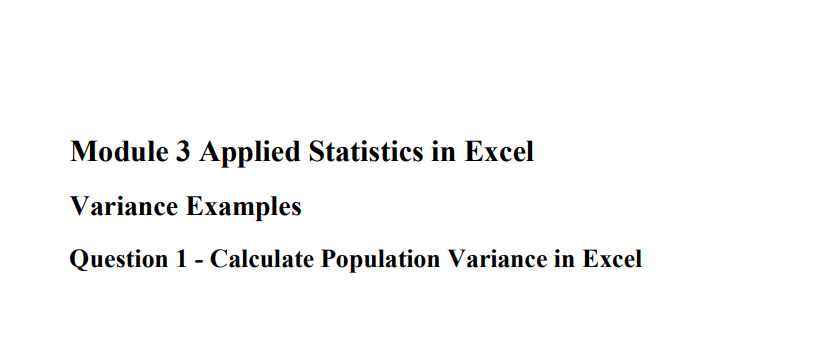 Module 3 Applied Statistics in Excel
Variance Examples
Question 1 - Calculate Population Variance in Excel